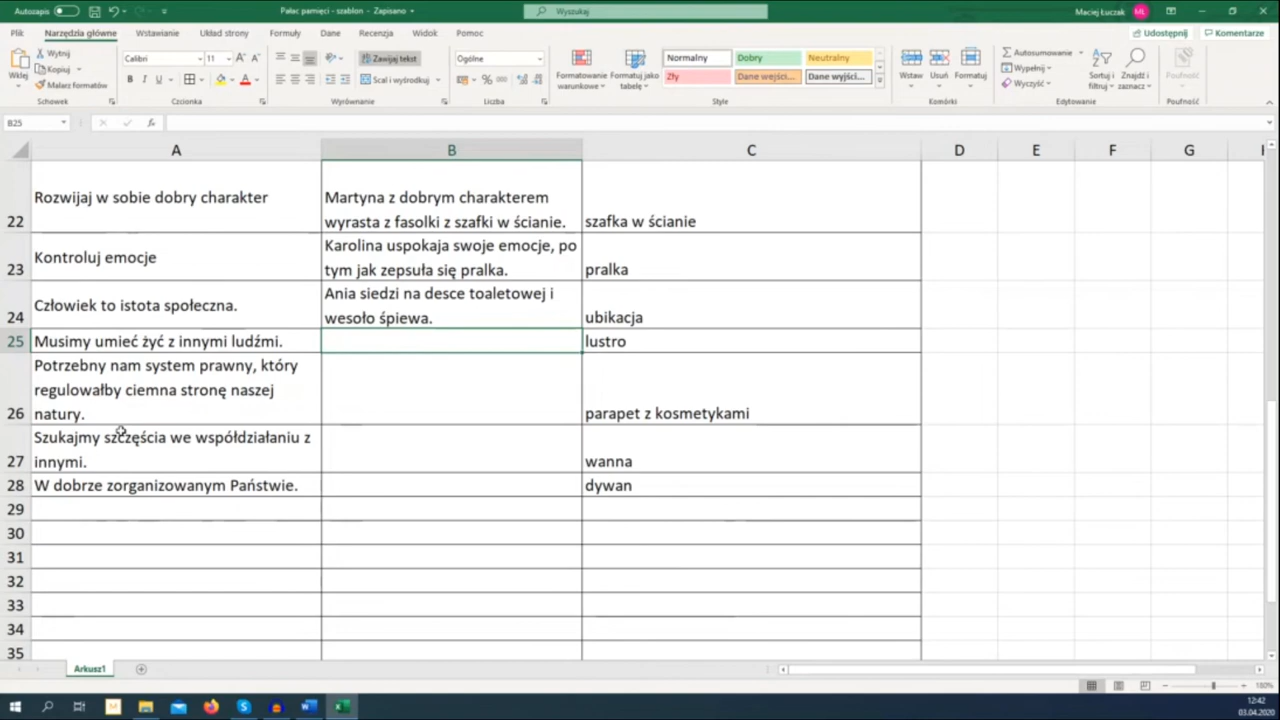 Autozapis
Pałac pamięci - szablon - Zapisano
Wyszukaj
Maciej Łuczak
MŁ
Plik Narzędzia główne Wstawianie Układ strony Formuły Dane Recenzja Widok Pomoc
Udostępnij Komentarze
Wklej
Wytnij
Kopiuj
Malarz formatów
Schowek
Calibri 11
B I U
Czcionka
Zawijaj tekst
Scal i wyśrodkuj
Wyrównanie
Ogólne
Liczba
Formatowanie warunkowe
Formatuj jako tabelę
Normalny Dobry Neutralny
Zły Dane wejści... Dane wyjści...
Style
Wstaw Usuń Formatuj
Komórki
Autosumowanie
Wypełnij
Wyczyść
Sortuj i filtruj
Znajdź i zaznacz
Edytowanie
Poufność
Poufność
B25
fx
A B C D E F G
Rozwijaj w sobie dobry charakter
Martyna z dobrym charakterem
22 wyrasta z fasolki z szafki w ścianie. szafka w ścianie
Kontroluj emocje
Karolina uspokaja swoje emocje, po
23 tym jak zepsuła się pralka. pralka
Człowiek to istota społeczna.
Ania siedzi na desce toaletowej i
24 wesoło śpiewa. ubikacja
25 Musimy umieć żyć z innymi ludźmi. lustro
Potrzebny nam system prawny, który
regulowałby ciemna stronę naszej
26 natury. parapet z kosmetykami
Szukajmy szczęścia we współdziałaniu z
27 innymi. wanna
28 W dobrze zorganizowanym Państwie. dywan
29
30
31
32
33
34
35
Arkusz1
180%
12:42
03.04.2020